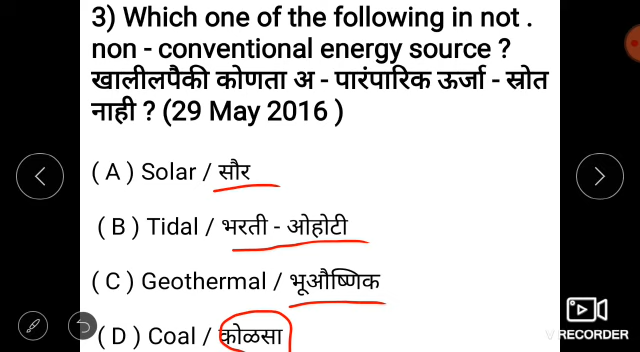 3) Which one of the following in not .
non - conventional energy source ?
खालीलपैकी कोणता अ - पारंपारिक ऊर्जा - स्रोत
नाही ? (29 May 2016 )
( A ) Solar / सौर
( B ) Tidal / भरती - ओहोटी
( C ) Geothermal / भूऔष्णिक
( D ) Coal / कोळसा
V RECORDER